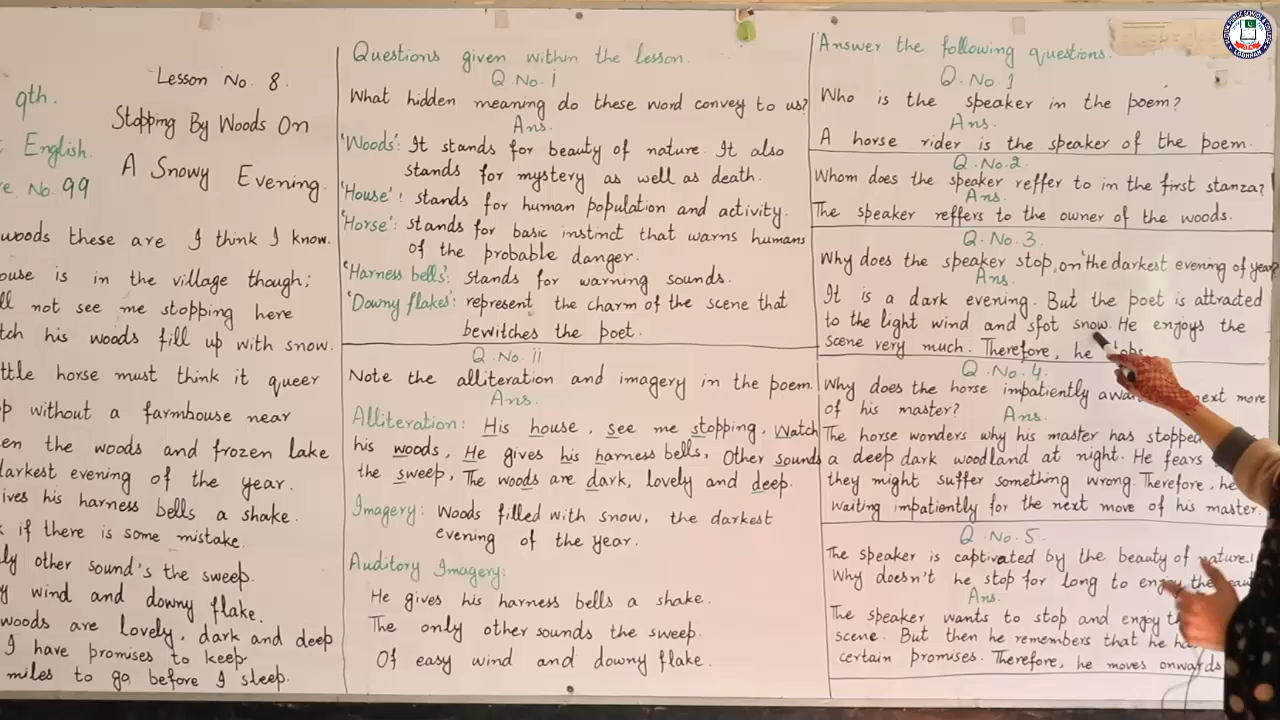 Lesson No. 8.
9th.
Stopping By Woods On
English.
A Snowy Evening.
No. 99
woods these are I think I know.
is in the village though;
not see me stopping here
his woods fill up with snow.
horse must think it queer
without a farmhouse near
the woods and frozen lake
darkest evening of the year.
his harness bells a shake.
if there is some mistake.
other sound's the sweep.
wind and downy flake.
woods are lovely, dark and deep
I have promises to keep.
miles to go before I sleep.
Questions given within the lesson.
Q. No. i
What hidden meaning do these word convey to us?
Ans.
'Woods': It stands for beauty of nature. It also
stands for mystery as well as death.
'House': stands for human population and activity.
'Horse': stands for basic instinct that warns humans
of the probable danger.
'Harness bells': stands for warning sounds.
'Downy flakes': represent the charm of the scene that
bewitches the poet.
Q. No. ii
Note the alliteration and imagery in the poem.
Ans.
Alliteration: His house, see me stopping, Watch
his woods, He gives his harness bells, Other sounds
the sweep, The woods are dark, lovely and deep.
Imagery: Woods filled with snow, the darkest
evening of the year.
Auditory Imagery:
He gives his harness bells a shake.
The only other sounds the sweep.
Of easy wind and downy flake.
Answer the following questions.
Q. No. 1
Who is the speaker in the poem?
Ans.
A horse rider is the speaker of the poem.
Q. No. 2
Whom does the speaker reffer to in the first stanza?
Ans.
The speaker reffers to the owner of the woods.
Q. No. 3.
Why does the speaker stop, on "the darkest evening of year?
Ans.
It is a dark evening. But the poet is attracted
to the light wind and sfot snow. He enjoys the
scene very much. Therefore, he
Q. No. 4.
Why does the horse impatiently next move
of his master? Ans.
The horse wonders why his master has stopped
a deep dark woodland at night. He fears
they might suffer something wrong. Therefore, he
waiting impatiently for the next move of his master.
Q. No. 5.
The speaker is captivated by the beauty of nature.
Why doesn't he stop for long to enjoy the
Ans.
The speaker wants to stop and enjoy
scene. But then he remembers that he
certain promises. Therefore, he moves onwards